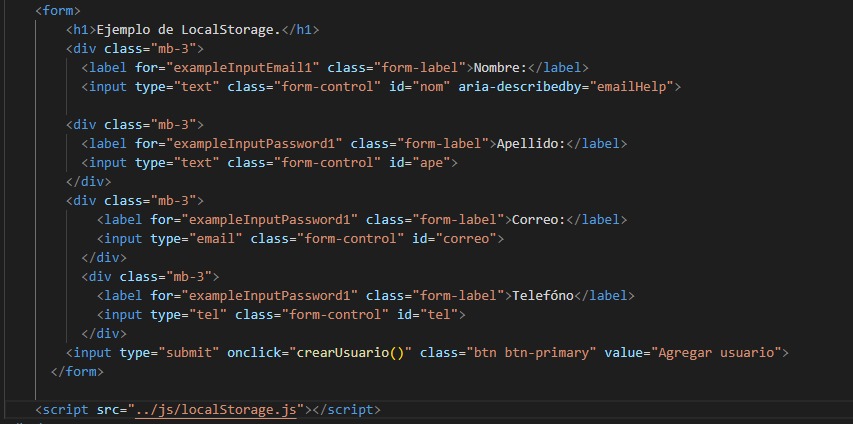 <form>
<h1>Ejemplo de LocalStorage.</h1>
<div class="mb-3">
<label for="exampleInputEmail1" class="form-label">Nombre:</label>
<input type="text" class="form-control" id="nom" aria-describedby="emailHelp">
<div class="mb-3">
<label for="exampleInputPassword1" class="form-label">Apellido:</label>
<input type="text" class="form-control" id="ape">
</div>
<div class="mb-3">
<label for="exampleInputPassword1" class="form-label">Correo:</label>
<input type="email" class="form-control" id="correo">
</div>
<div class="mb-3">
<label for="exampleInputPassword1" class="form-label">Telefóno</label>
<input type="tel" class="form-control" id="tel">
</div>
<input type="submit" onclick="crearUsuario()" class="btn btn-primary" value="Agregar usuario">
</form>
<script src="../js/localStorage.js"></script>